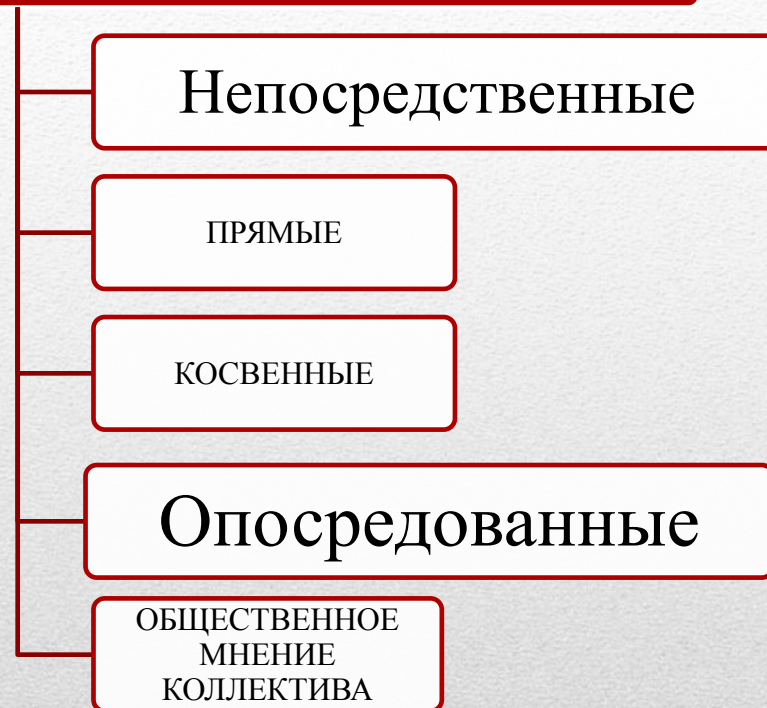 Непосредственные
ПРЯМЫЕ
КОСВЕННЫЕ
Опосредованные
ОБЩЕСТВЕННОЕ
МНЕНИЕ
КОЛЛЕКТИВА